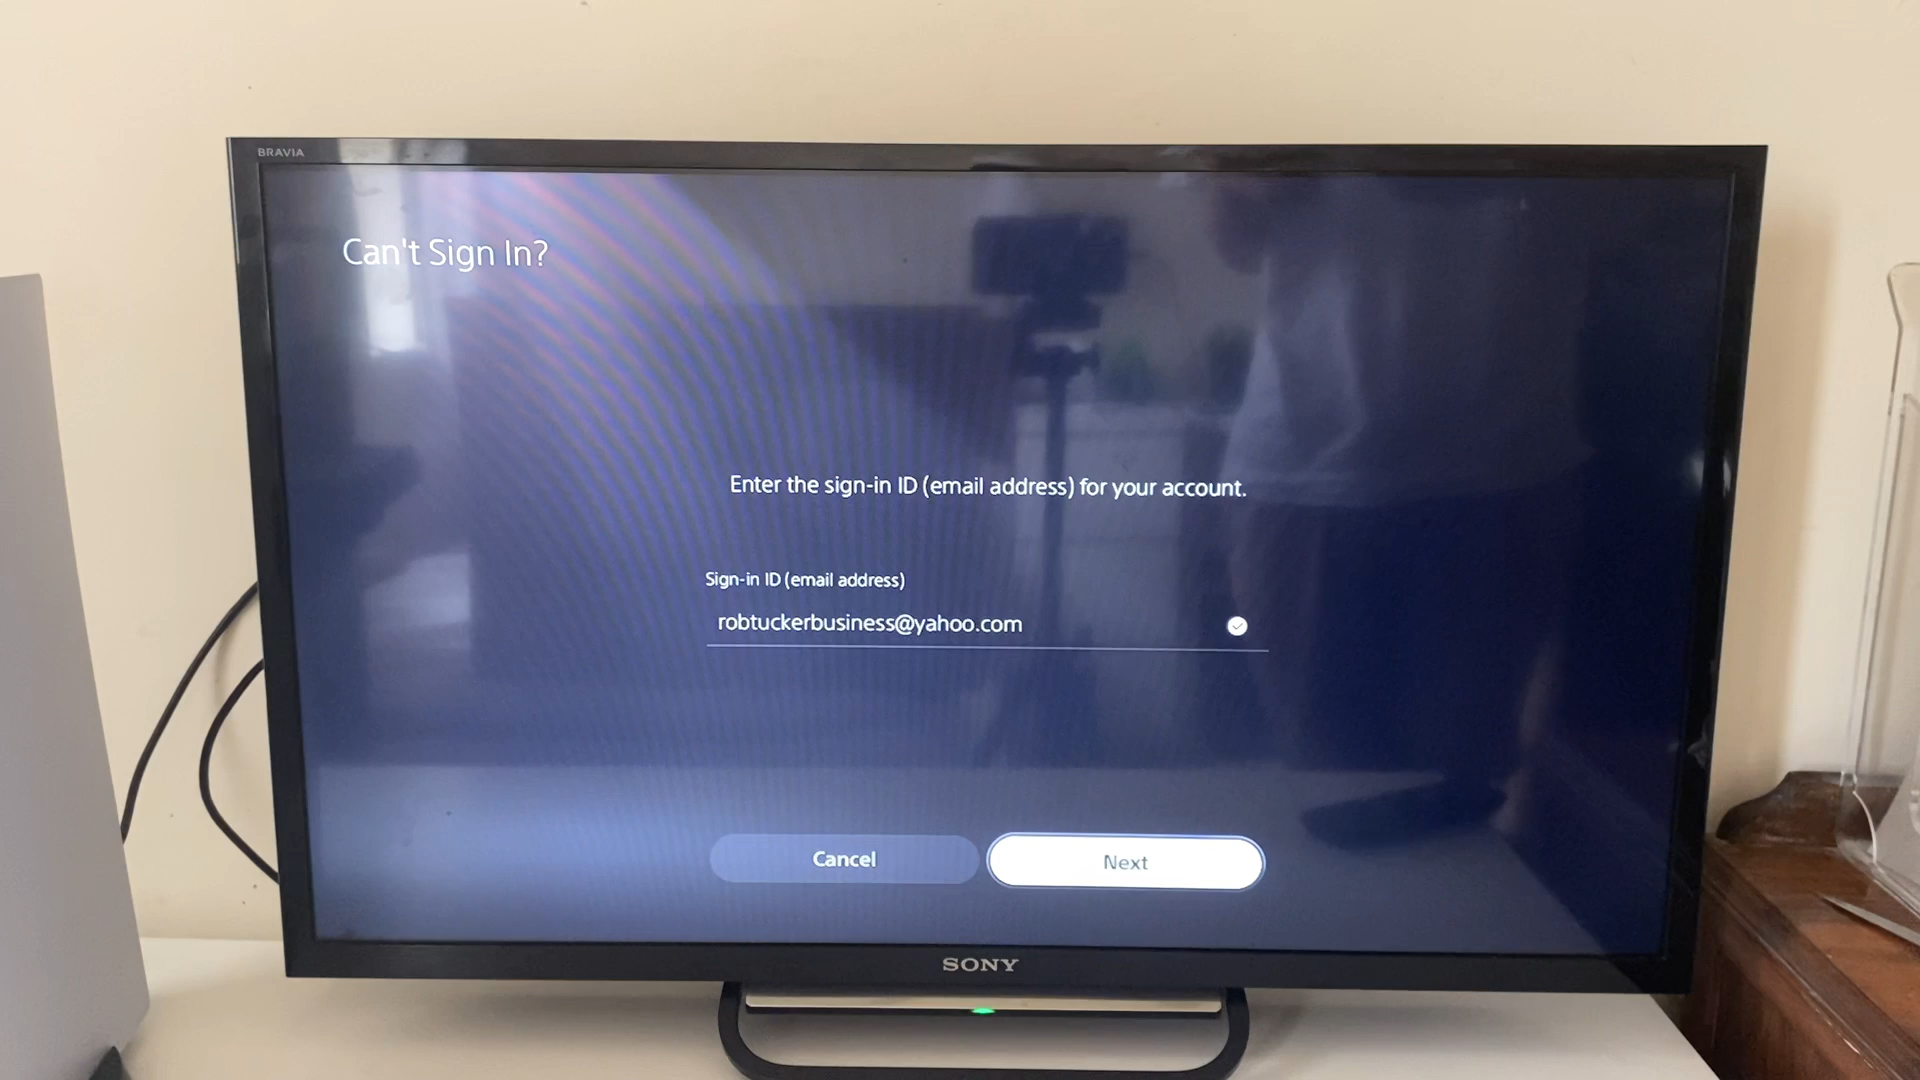 BRAVIA
Can't Sign In?
Enter the sign-in ID (email address) for your account.
Sign-in ID (email address)
robtuckerbusiness@yahoo.com
Cancel
Next
SONY